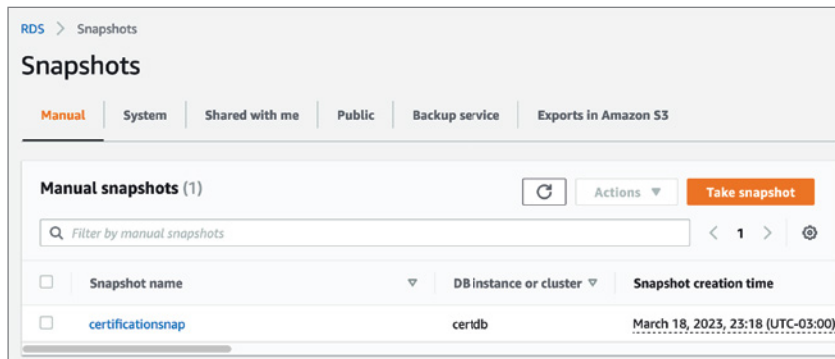 RDS > Snapshots
Snapshots
Manual System Shared with me Public Backup service Exports in Amazon S3
Manual snapshots (1) Actions Take snapshot
Filter by manual snapshots < 1 >
Snapshot name DB instance or cluster Snapshot creation time
certificationsnap certdb March 18, 2023, 23:18 (UTC-03:00)